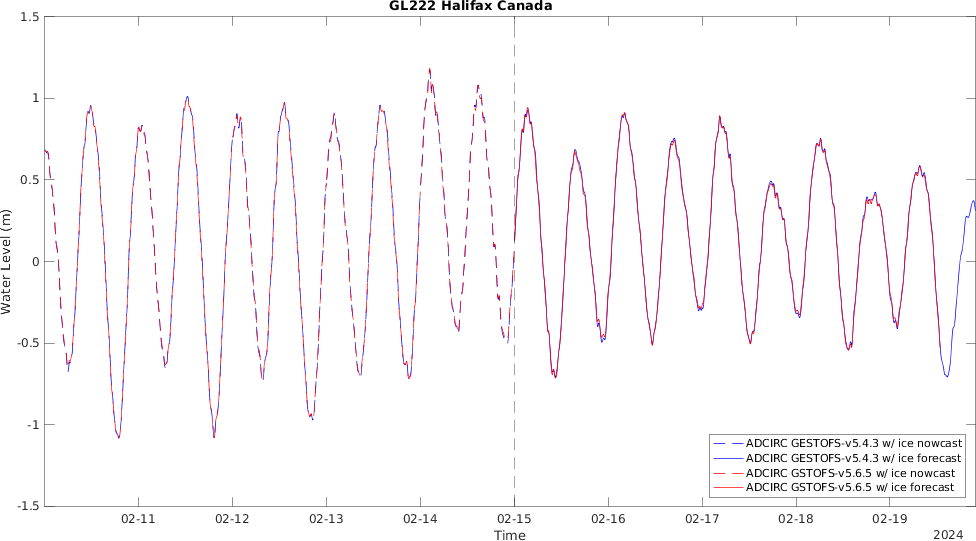 GL222 Halifax Canada
1.5
1
0.5
0
-0.5
-1
-1.5
Water Level (m)
02-11 02-12 02-13 02-14 02-15 02-16 02-17 02-18 02-19
Time
2024
ADCIRC GESTOFS-v5.4.3 w/ ice nowcast
ADCIRC GESTOFS-v5.4.3 w/ ice forecast
ADCIRC GSTOFS-v5.6.5 w/ ice nowcast
ADCIRC GSTOFS-v5.6.5 w/ ice forecast